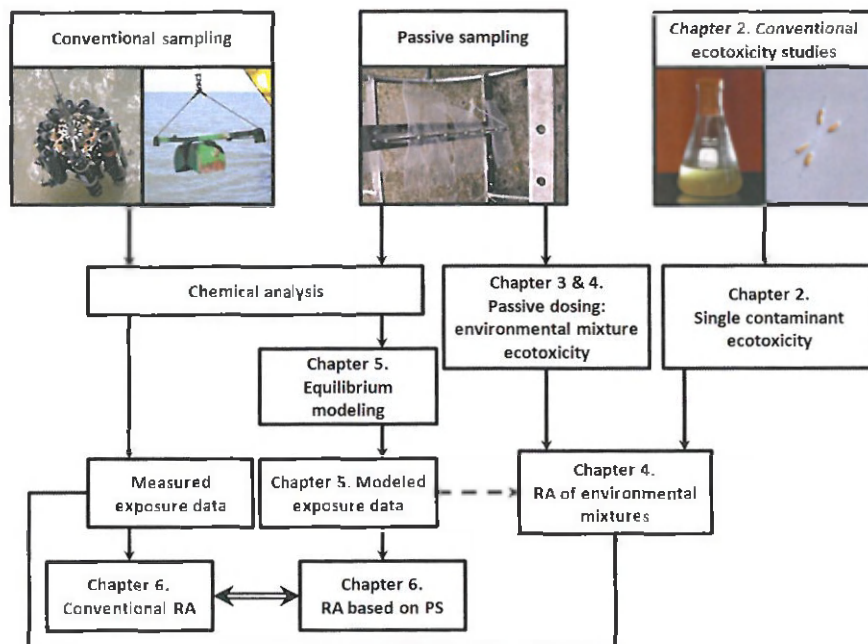 Conventional sampling
Passive sampling
Chapter 2. Conventional
ecotoxicity studies
Chemical analysis
Chapter 3 & 4.
Passive dosing:
environmental mixture
ecotoxicity
Chapter 2.
Single contaminant
ecotoxicity
Chapter 5.
Equilibrium
modeling
Measured
exposure data
Chapter 5. Modeled
exposure data
Chapter 4.
RA of environmental
mixtures
Chapter 6.
Conventional RA
Chapter 6.
RA based on PS